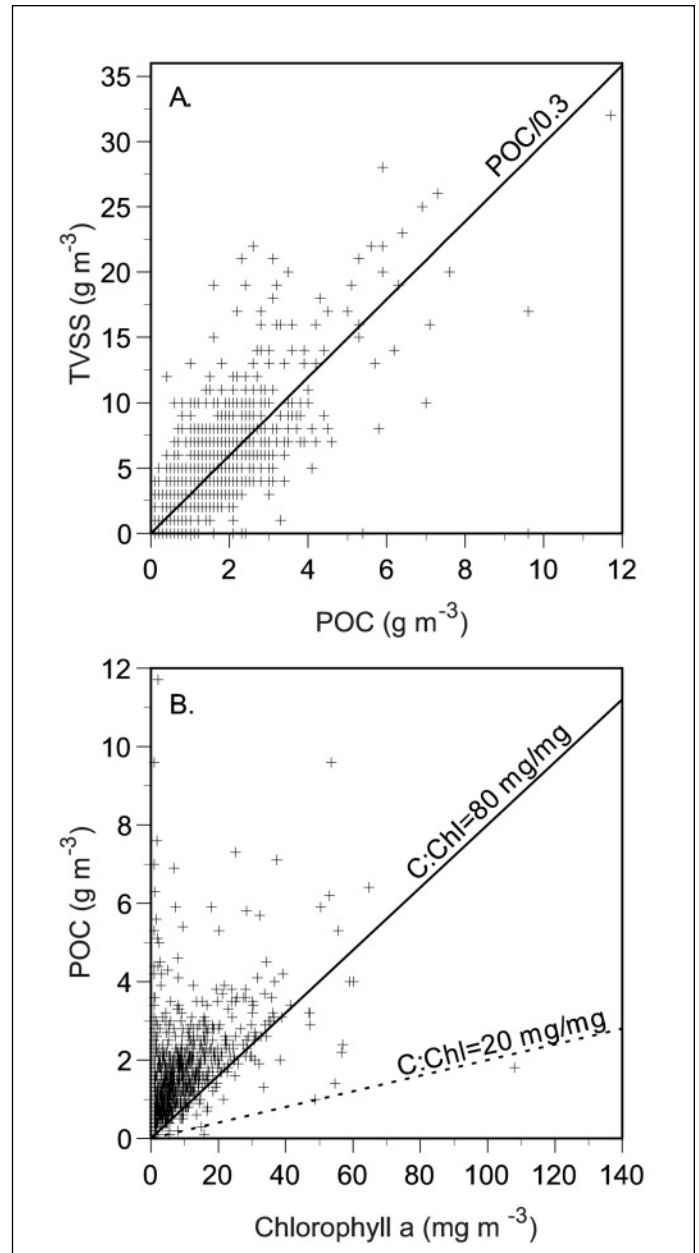 A.
POC/0.3
TVSS (g m⁻³)
35
30
25
20
15
10
5
0
0 2 4 6 8 10 12
POC (g m⁻³)
B.
C:Chl=80 mg/mg
C:Chl=20 mg/mg
POC (g m⁻³)
12
10
8
6
4
2
0
0 20 40 60 80 100 120 140
Chlorophyll a (mg m⁻³)